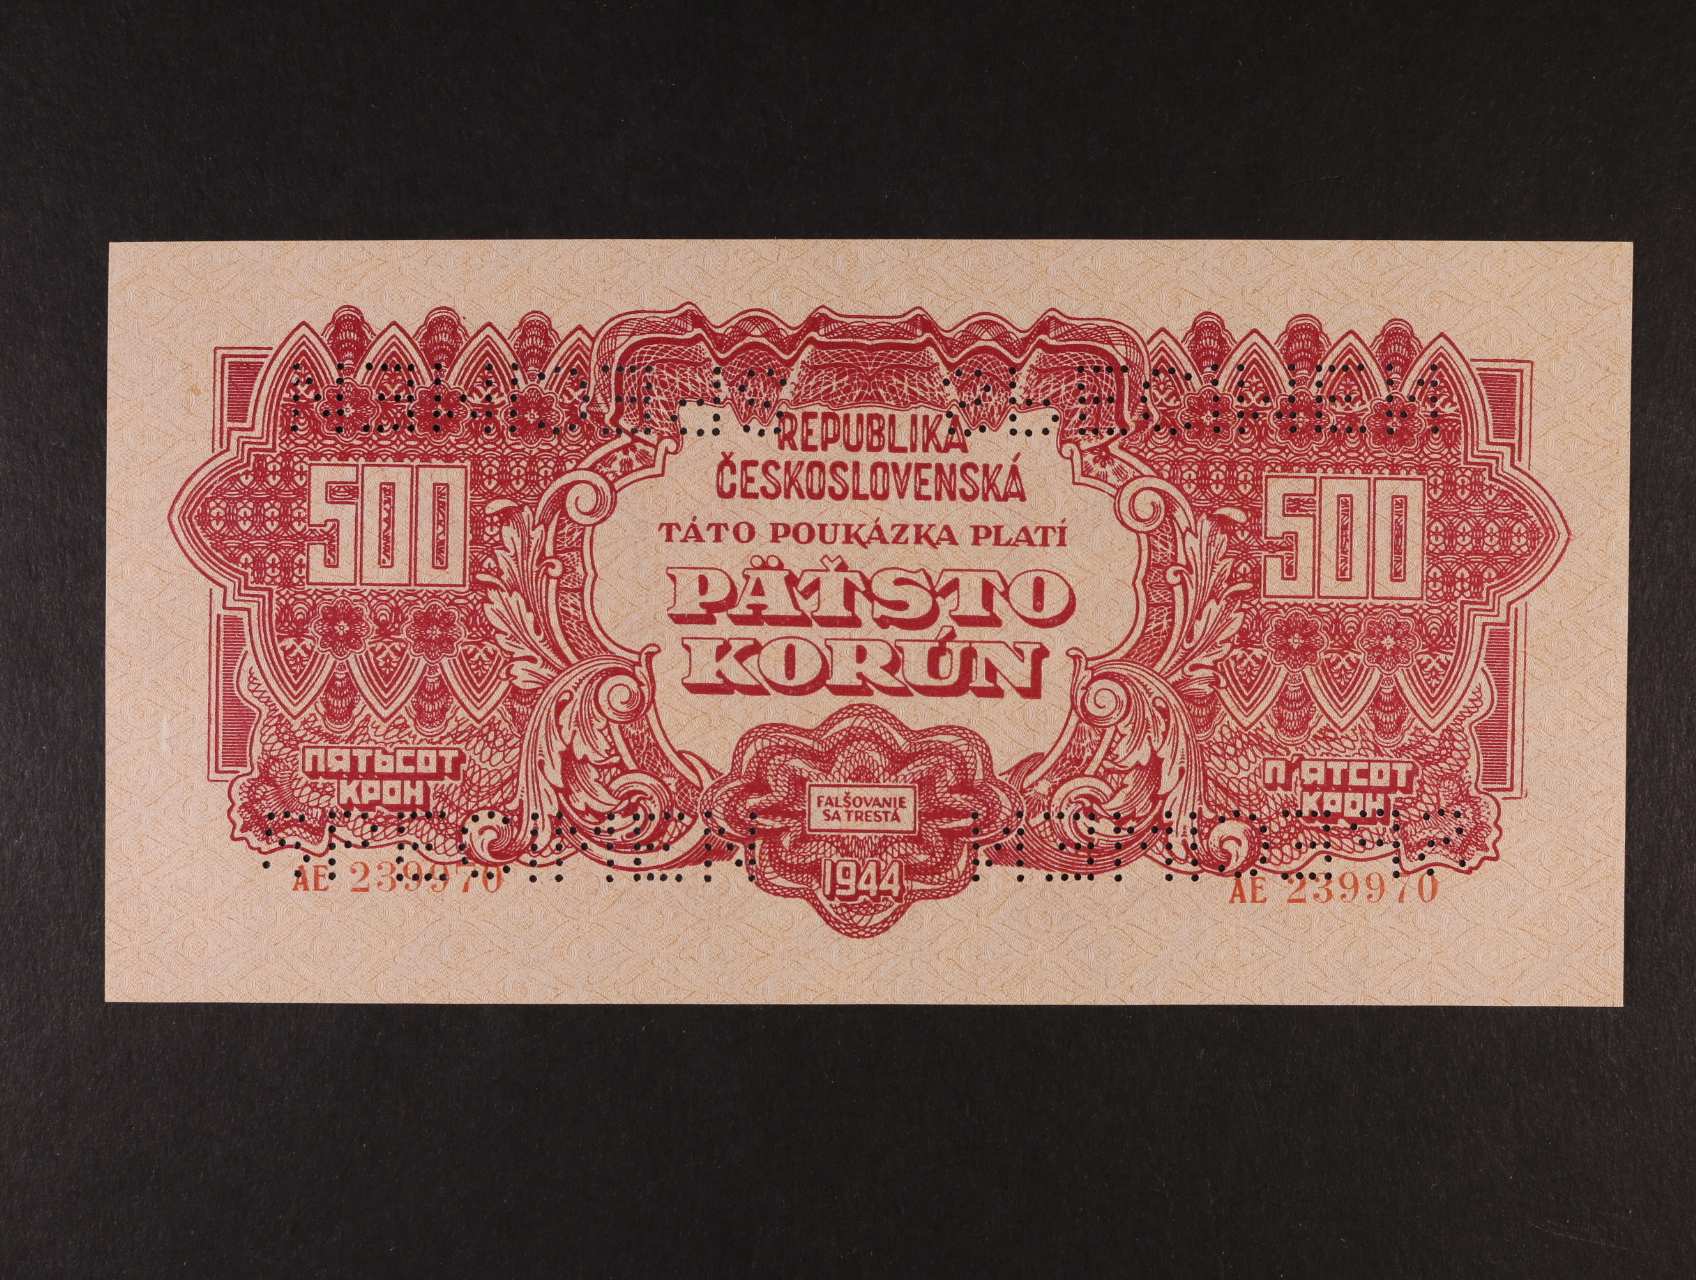 REPUBLIKA
ČESKOSLOVENSKÁ
TÁTO POUKÁZKA PLATÍ
PÄŤSTO
KORÚN
500
500
ПЯТЬСОТ
КРОН
П'ЯТСОТ
КРОН
FALŠOVANIE
SA TRESTÁ
1944
AE 239970
AE 239970